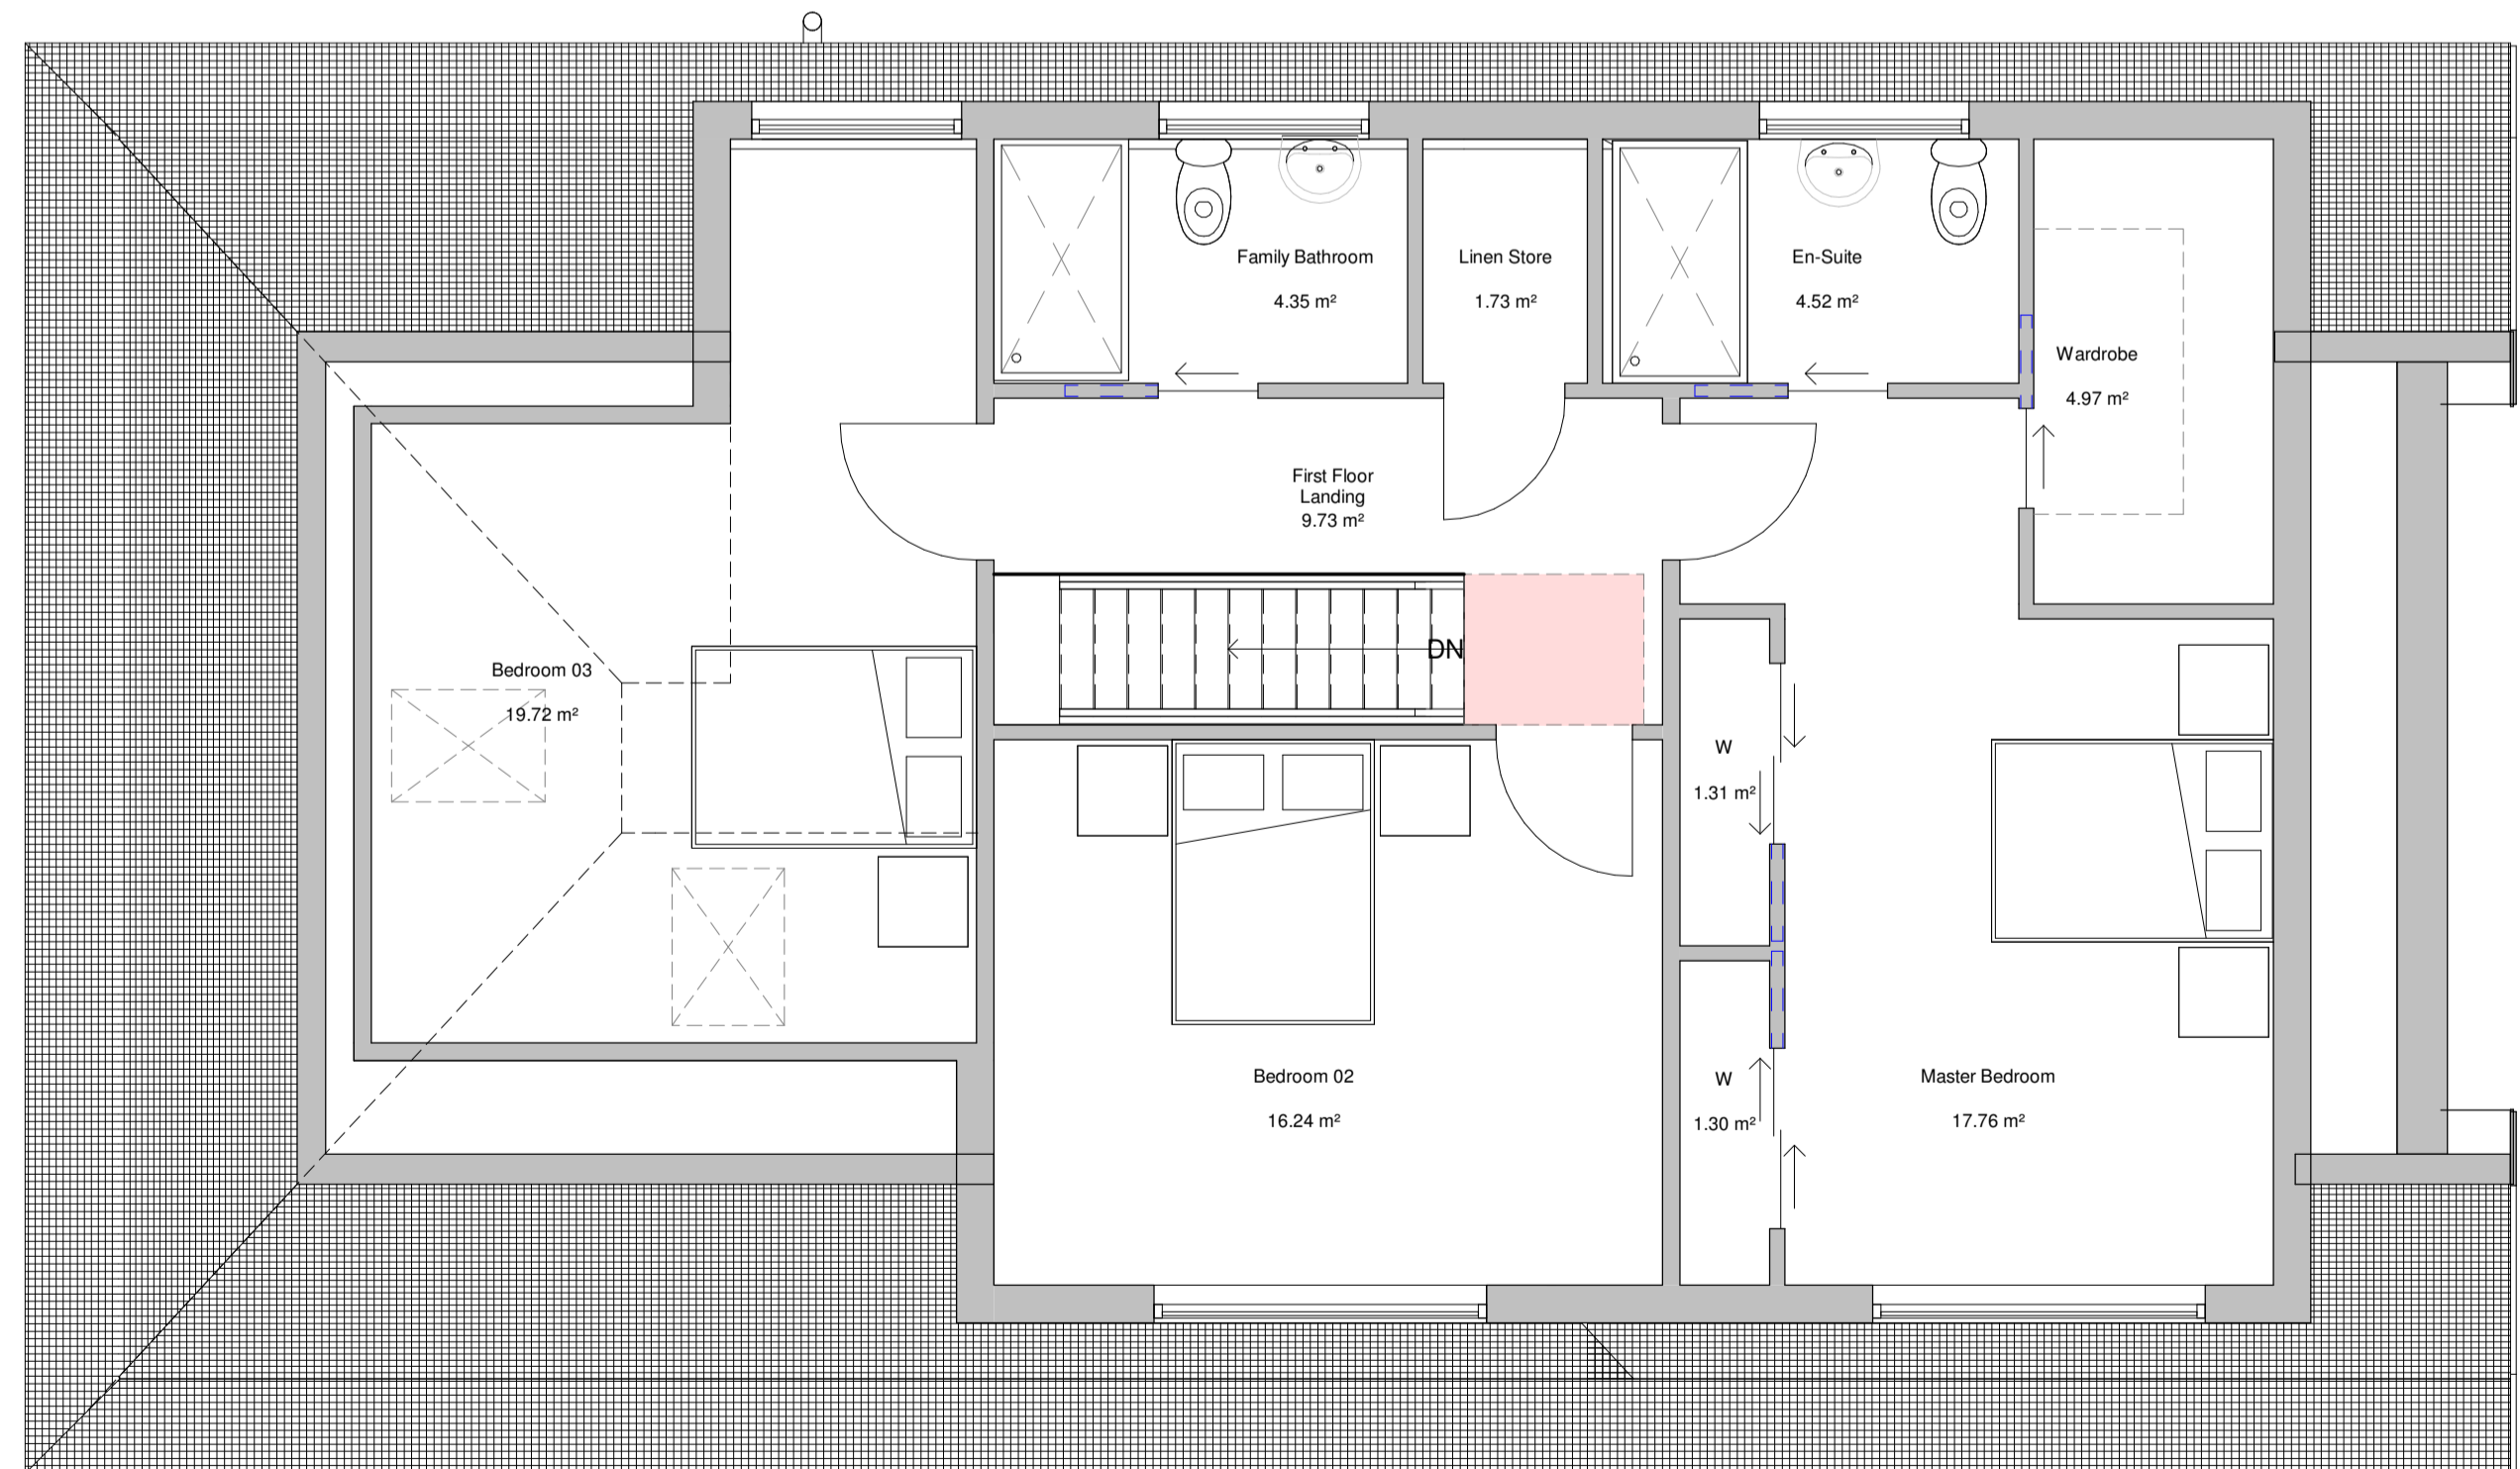 Family Bathroom
4.35 m²
Linen Store
1.73 m²
En-Suite
4.52 m²
Wardrobe
4.97 m²
First Floor
Landing
9.73 m²
DN
Bedroom 03
19.72 m²
W
1.31 m²
W
1.30 m²
Bedroom 02
16.24 m²
Master Bedroom
17.76 m²